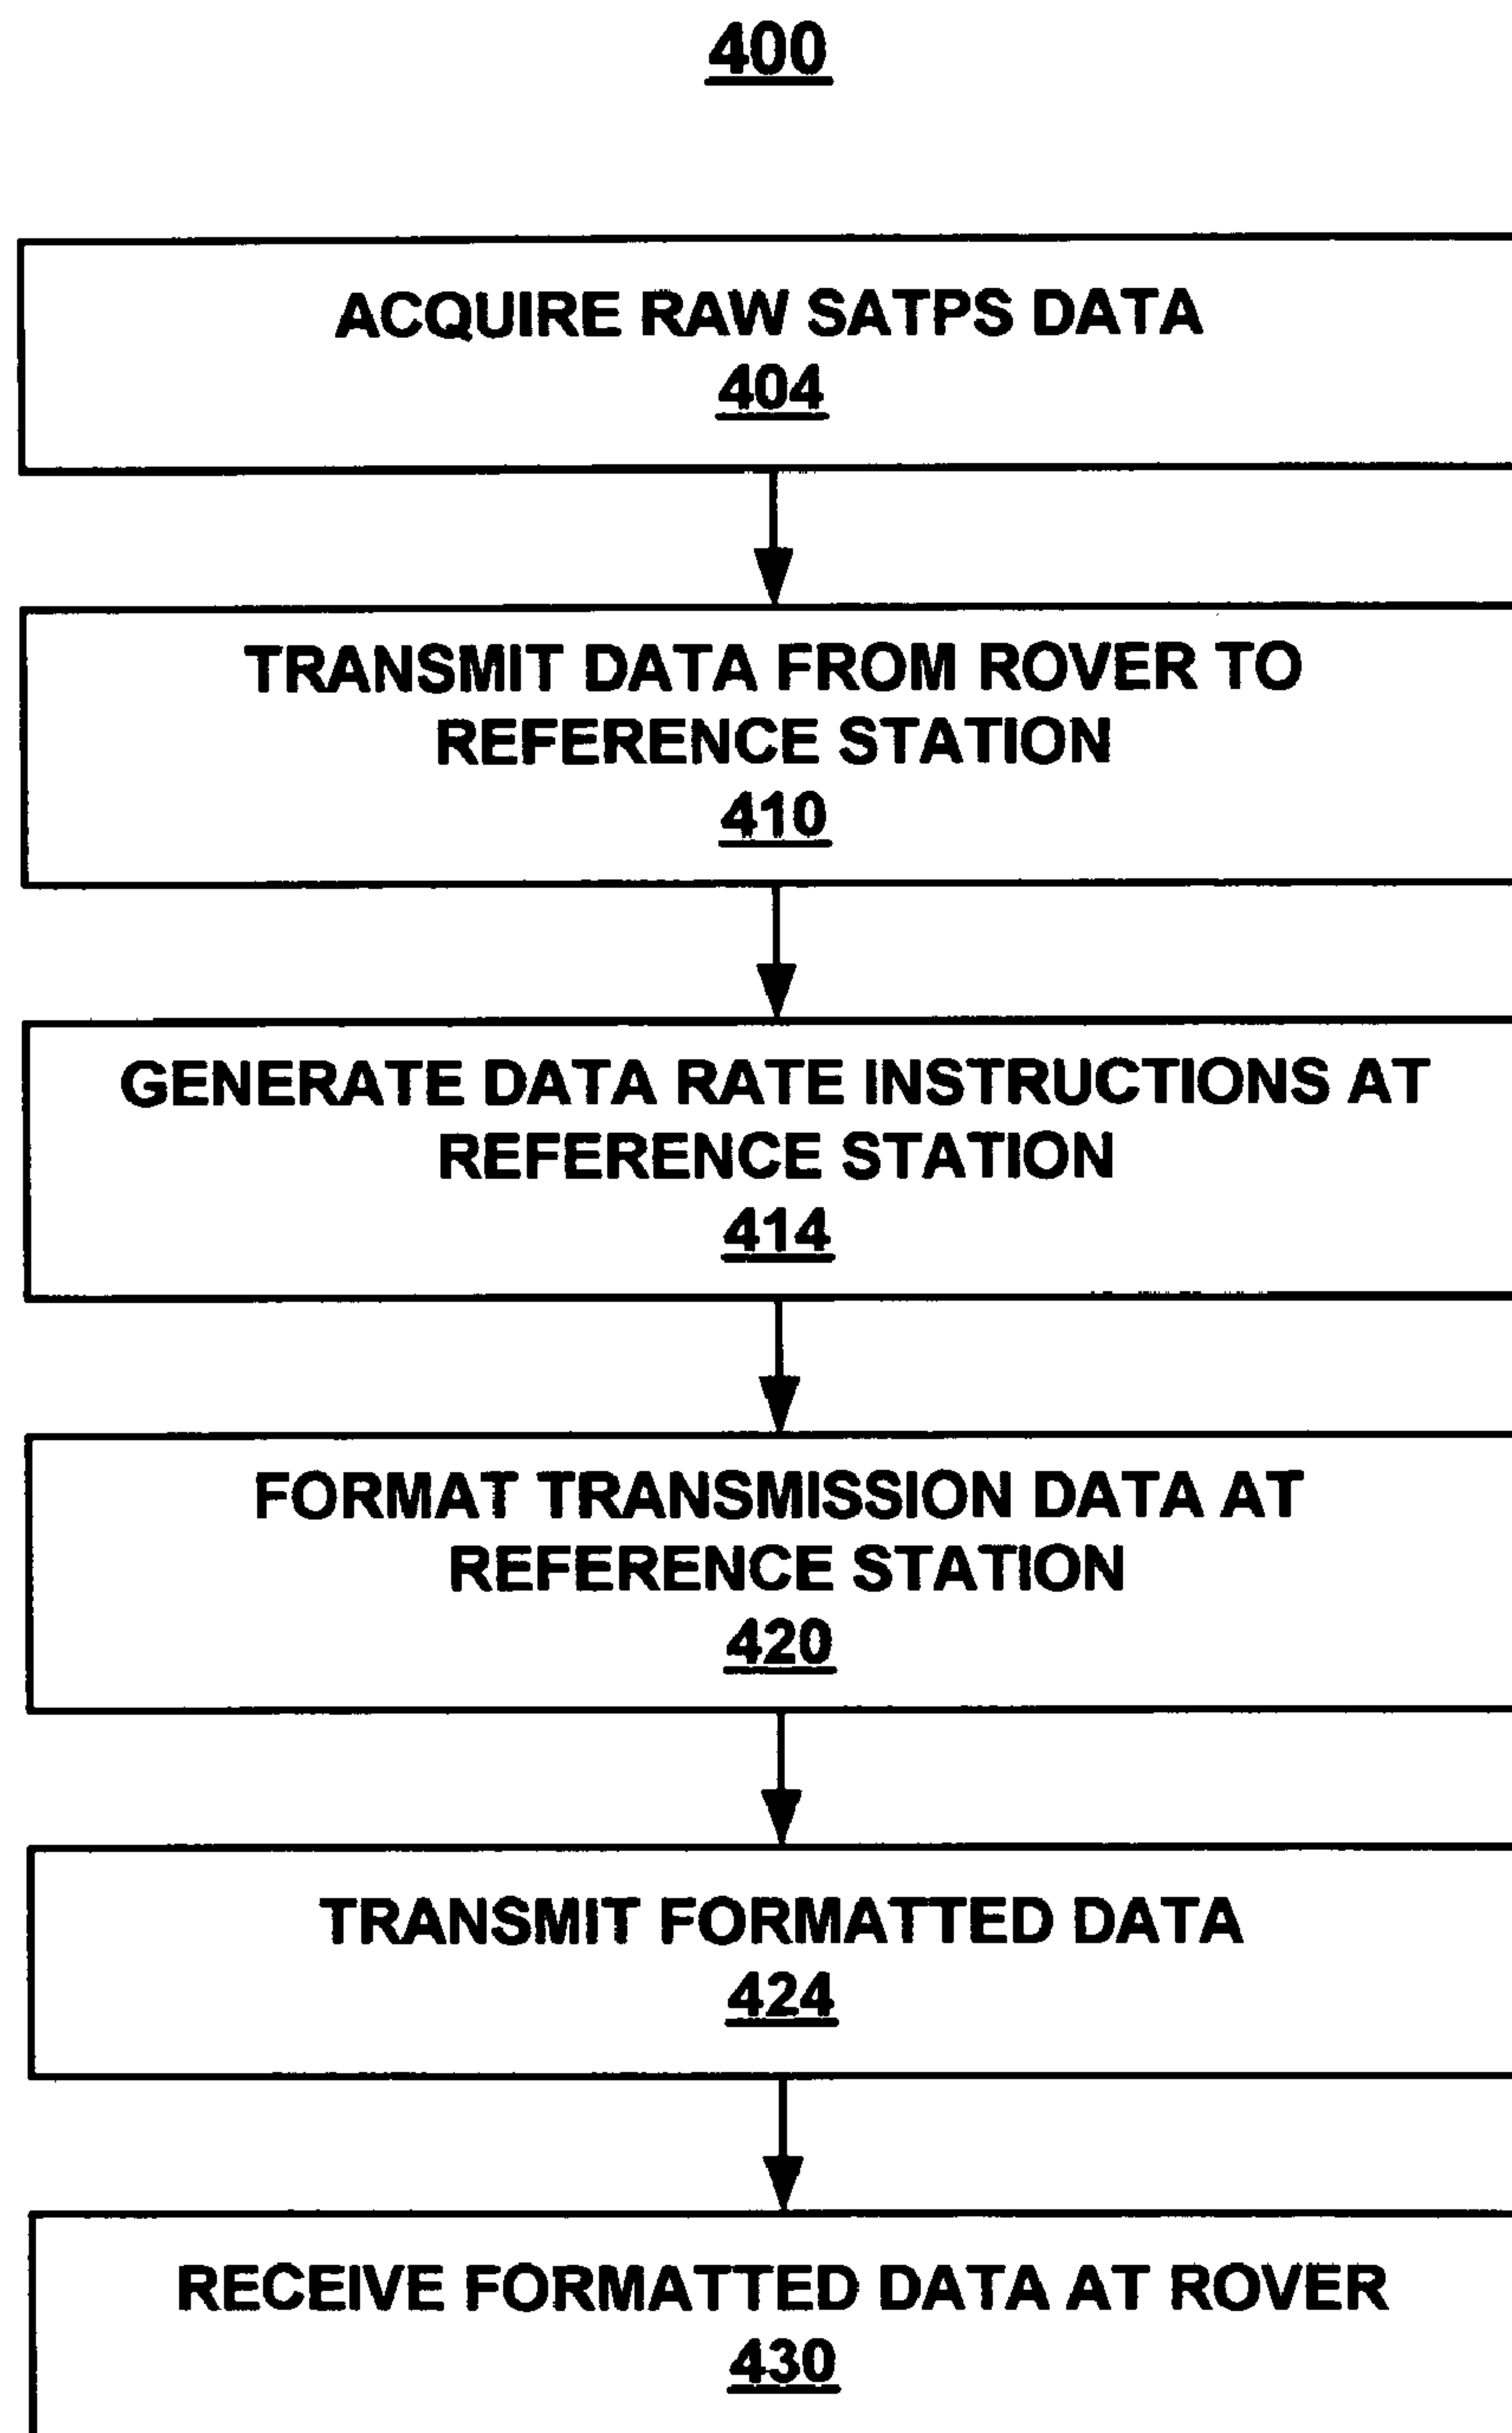 400
ACQUIRE RAW SATPS DATA
404
TRANSMIT DATA FROM ROVER TO
REFERENCE STATION
410
GENERATE DATA RATE INSTRUCTIONS AT
REFERENCE STATION
414
FORMAT TRANSMISSION DATA AT
REFERENCE STATION
420
TRANSMIT FORMATTED DATA
424
RECEIVE FORMATTED DATA AT ROVER
430